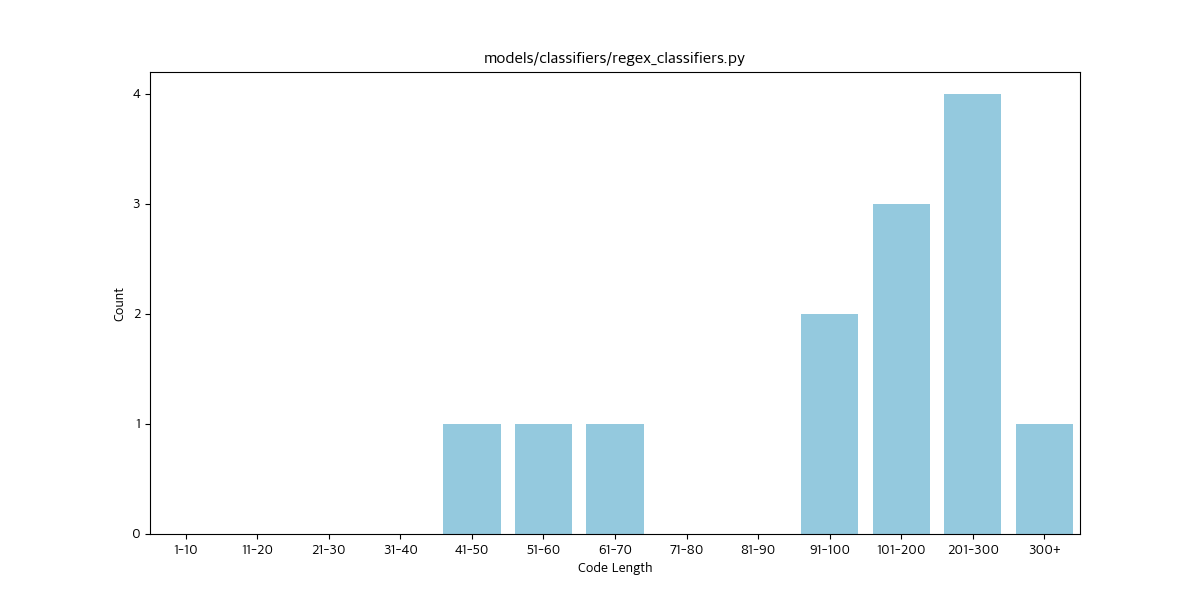 models/classifiers/regex_classifiers.py
4
3
2
1
0
Count
1-10 11-20 21-30 31-40 41-50 51-60 61-70 71-80 81-90 91-100 101-200 201-300 300+
Code Length